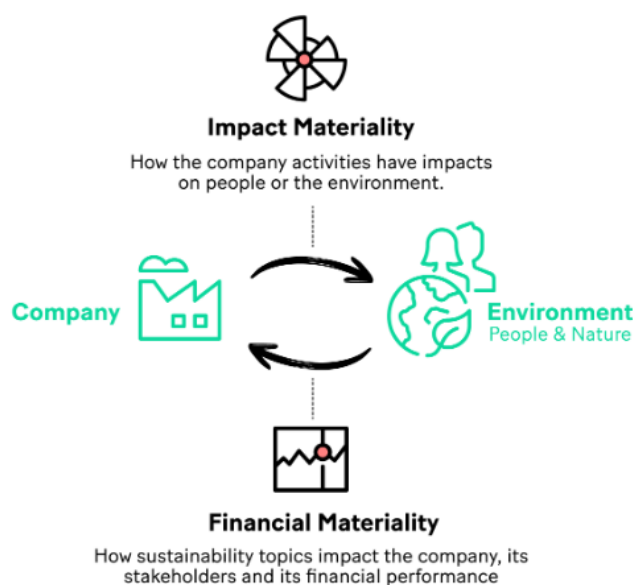 Impact Materiality
How the company activities have impacts
on people or the environment.
Company
Environment
People & Nature
Financial Materiality
How sustainability topics impact the company, its
stakeholders and its financial performance